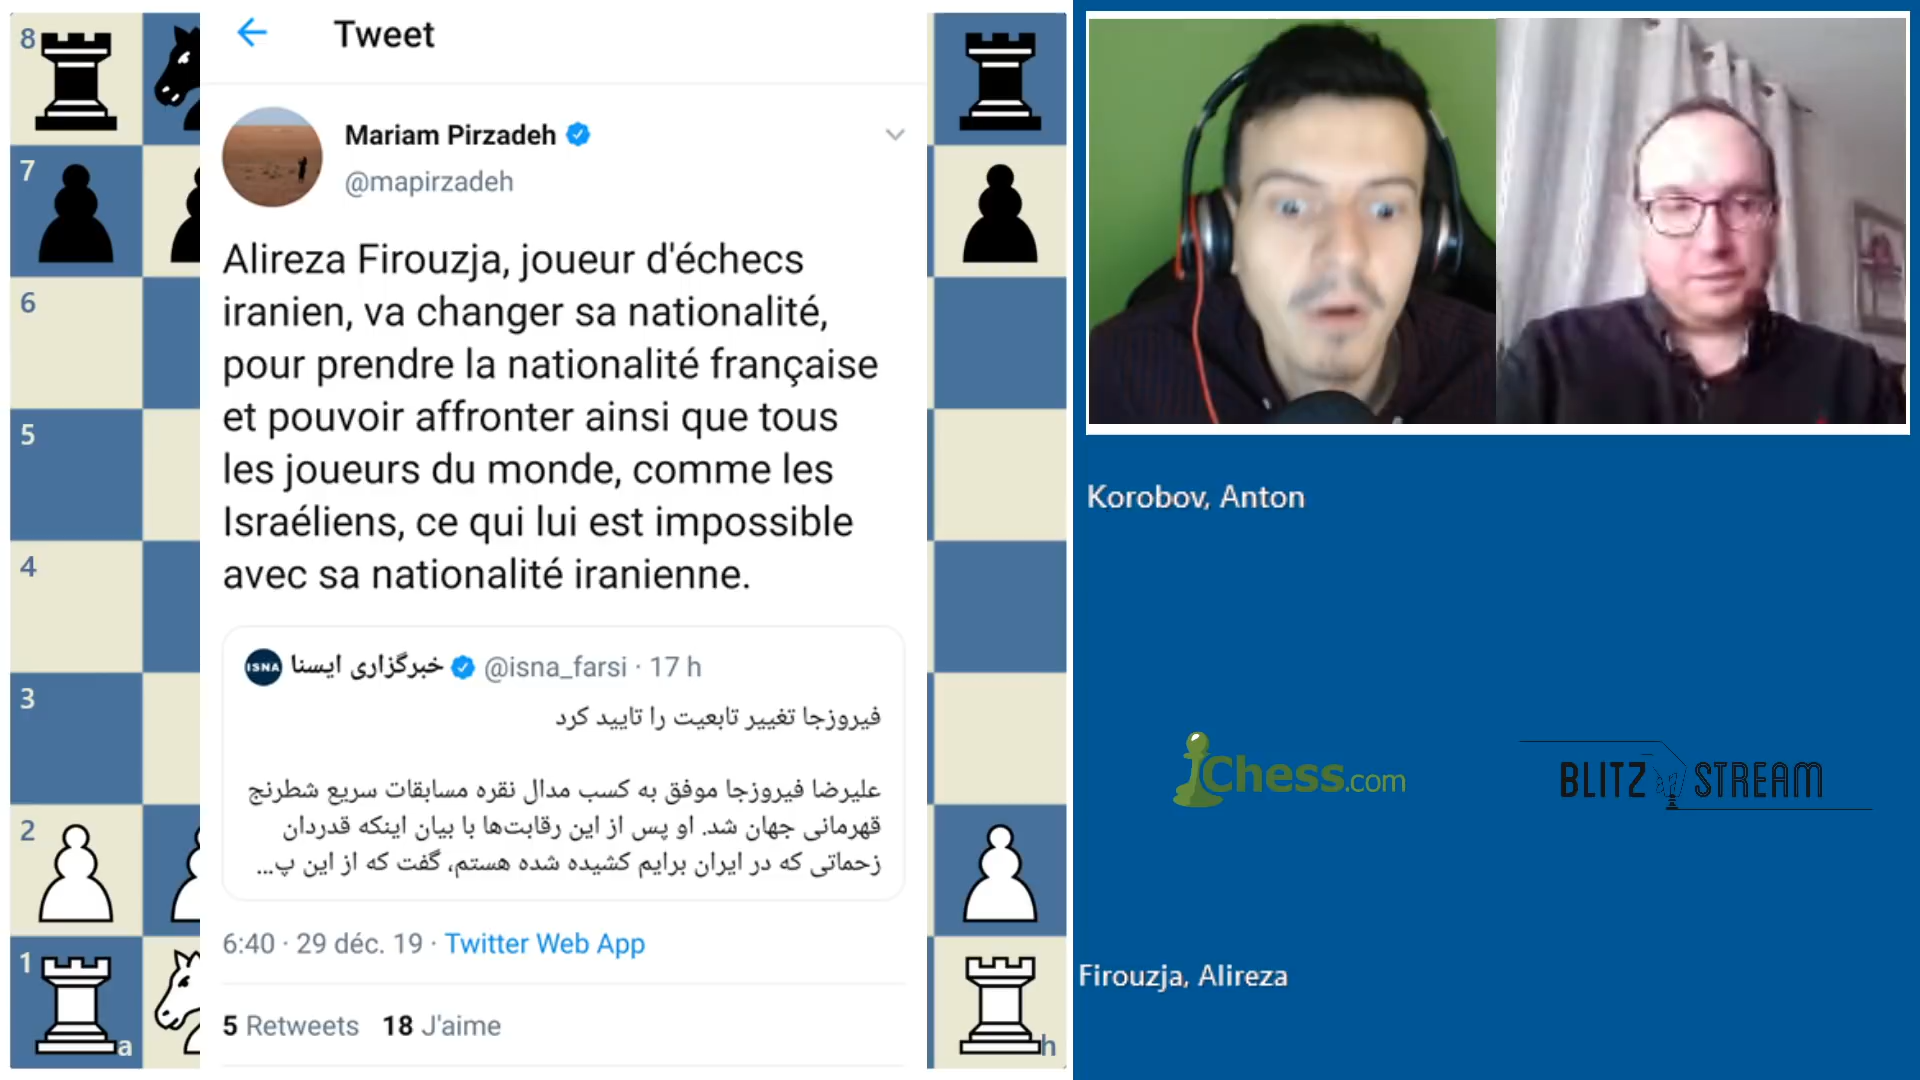 8
7
6
5
4
3
2
1
a
h
Tweet
Mariam Pirzadeh
@mapirzadeh
Alireza Firouzja, joueur d'échecs
iranien, va changer sa nationalité,
pour prendre la nationalité française
et pouvoir affronter ainsi que tous
les joueurs du monde, comme les
Israéliens, ce qui lui est impossible
avec sa nationalité iranienne.
ISNA خبرگزاری ایسنا @isna_farsi · 17 h
فیروزجا تغییر تابعیت را تایید کرد
علیرضا فیروزجا موفق به کسب مدال نقره مسابقات سریع شطرنج
قهرمانی جهان شد. او پس از این رقابت‌ها با بیان اینکه قدردان
زحماتی که در ایران برایم کشیده شده هستم، گفت که از این پ...
6:40 · 29 déc. 19 · Twitter Web App
5 Retweets 18 J'aime
Korobov, Anton
Chess.com
BLITZ STREAM
Firouzja, Alireza